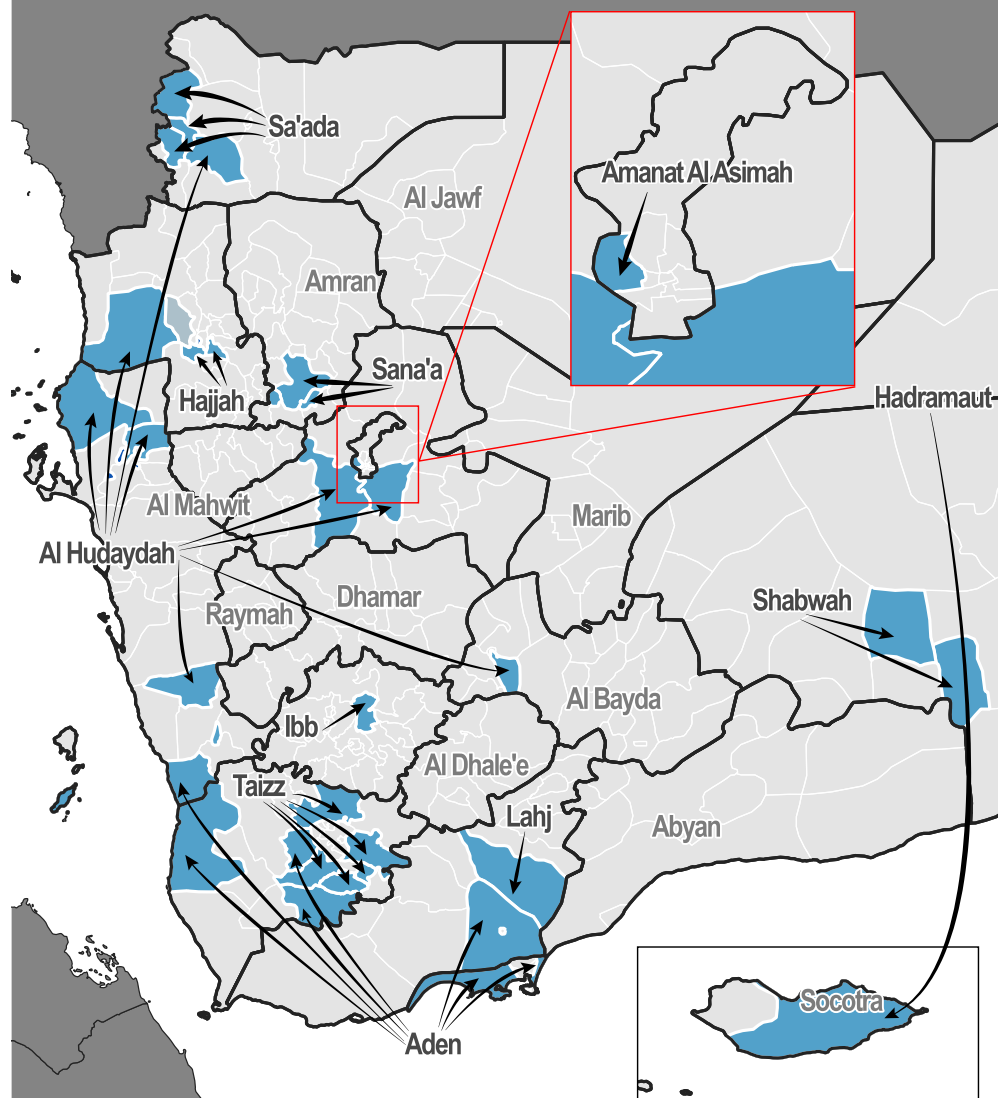 Sa'ada
Amanat Al Asimah
Al Jawf
Amran
Sana'a
Hajjah
Hadramaut
Al Mahwit
Marib
Al Hudaydah
Raymah
Dhamar
Shabwah
Al Bayda
Ibb
Al Dhale'e
Taizz
Lahj
Abyan
Socotra
Aden